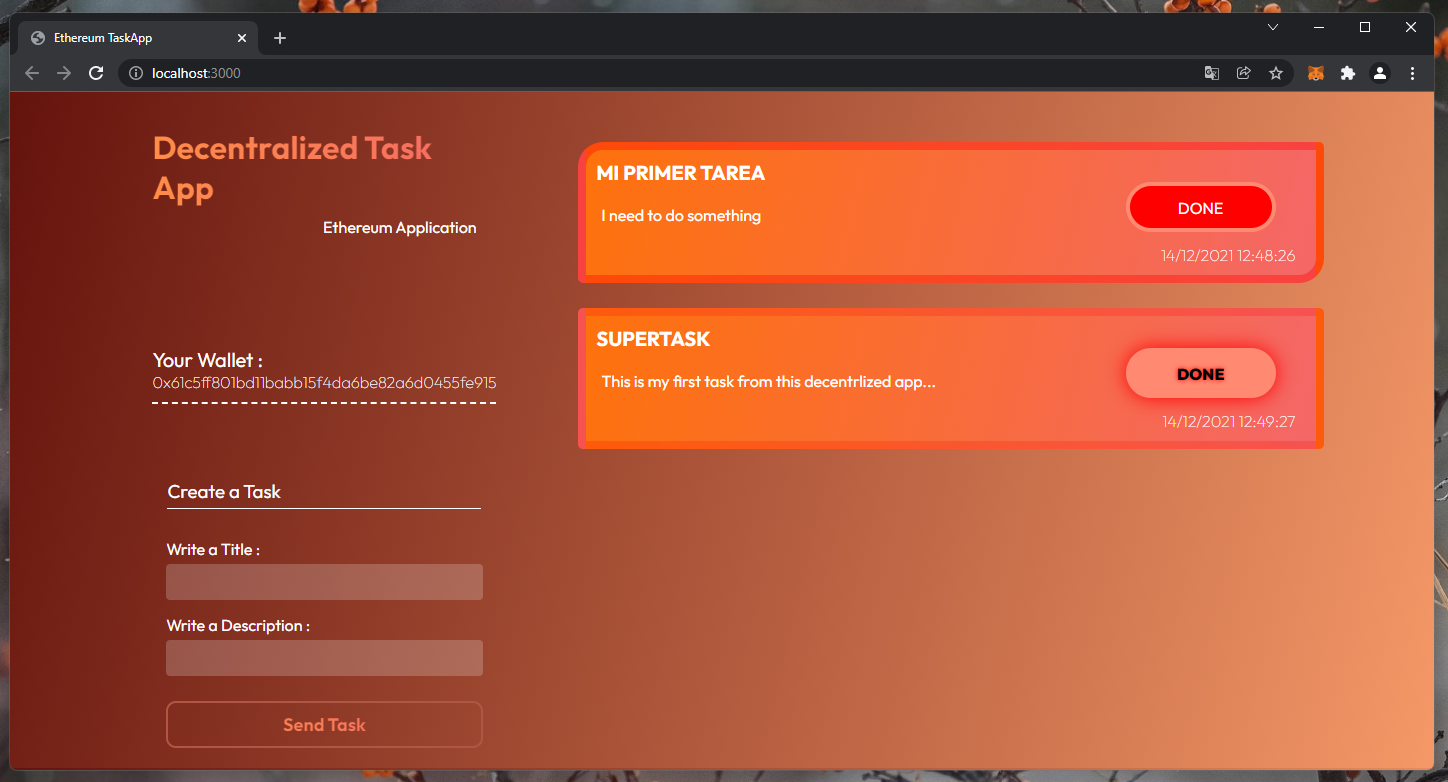 Ethereum TaskApp
localhost:3000
Decentralized Task
App
Ethereum Application
Your Wallet :
0x61c5ff801bd11babb15f4da6be82a6d0455fe915
Create a Task
Write a Title :
Write a Description :
Send Task
MI PRIMER TAREA
I need to do something
DONE
14/12/2021 12:48:26
SUPERTASK
This is my first task from this decentrlized app...
DONE
14/12/2021 12:49:27